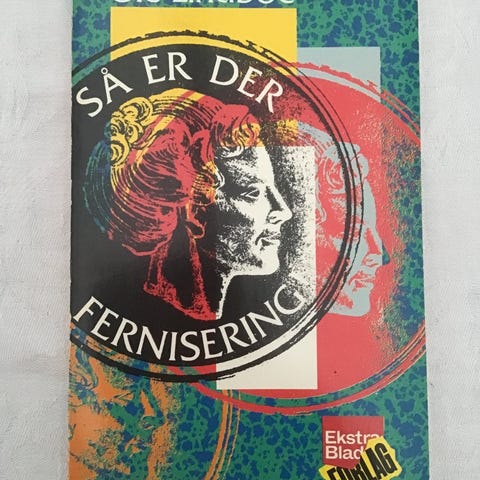 SÅ ER DER
FERNISERING
Ekstra
Blad
FORLAG